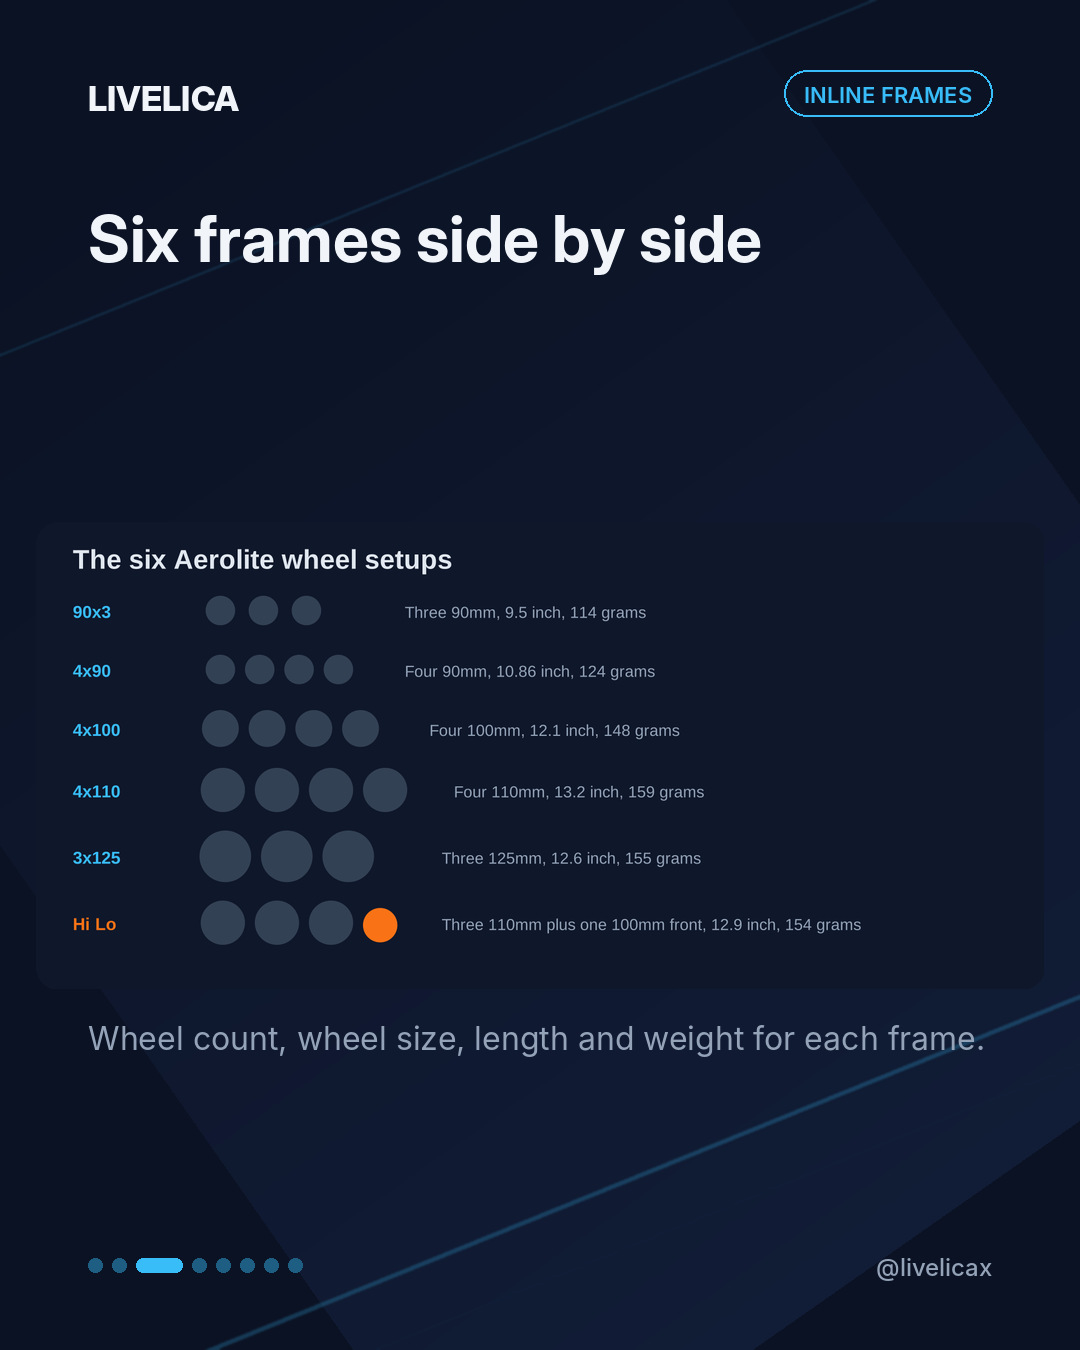 LIVELICA
INLINE FRAMES
Six frames side by side
The six Aerolite wheel setups
90x3 Three 90mm, 9.5 inch, 114 grams
4x90 Four 90mm, 10.86 inch, 124 grams
4x100 Four 100mm, 12.1 inch, 148 grams
4x110 Four 110mm, 13.2 inch, 159 grams
3x125 Three 125mm, 12.6 inch, 155 grams
Hi Lo Three 110mm plus one 100mm front, 12.9 inch, 154 grams
Wheel count, wheel size, length and weight for each frame.
@livelicax